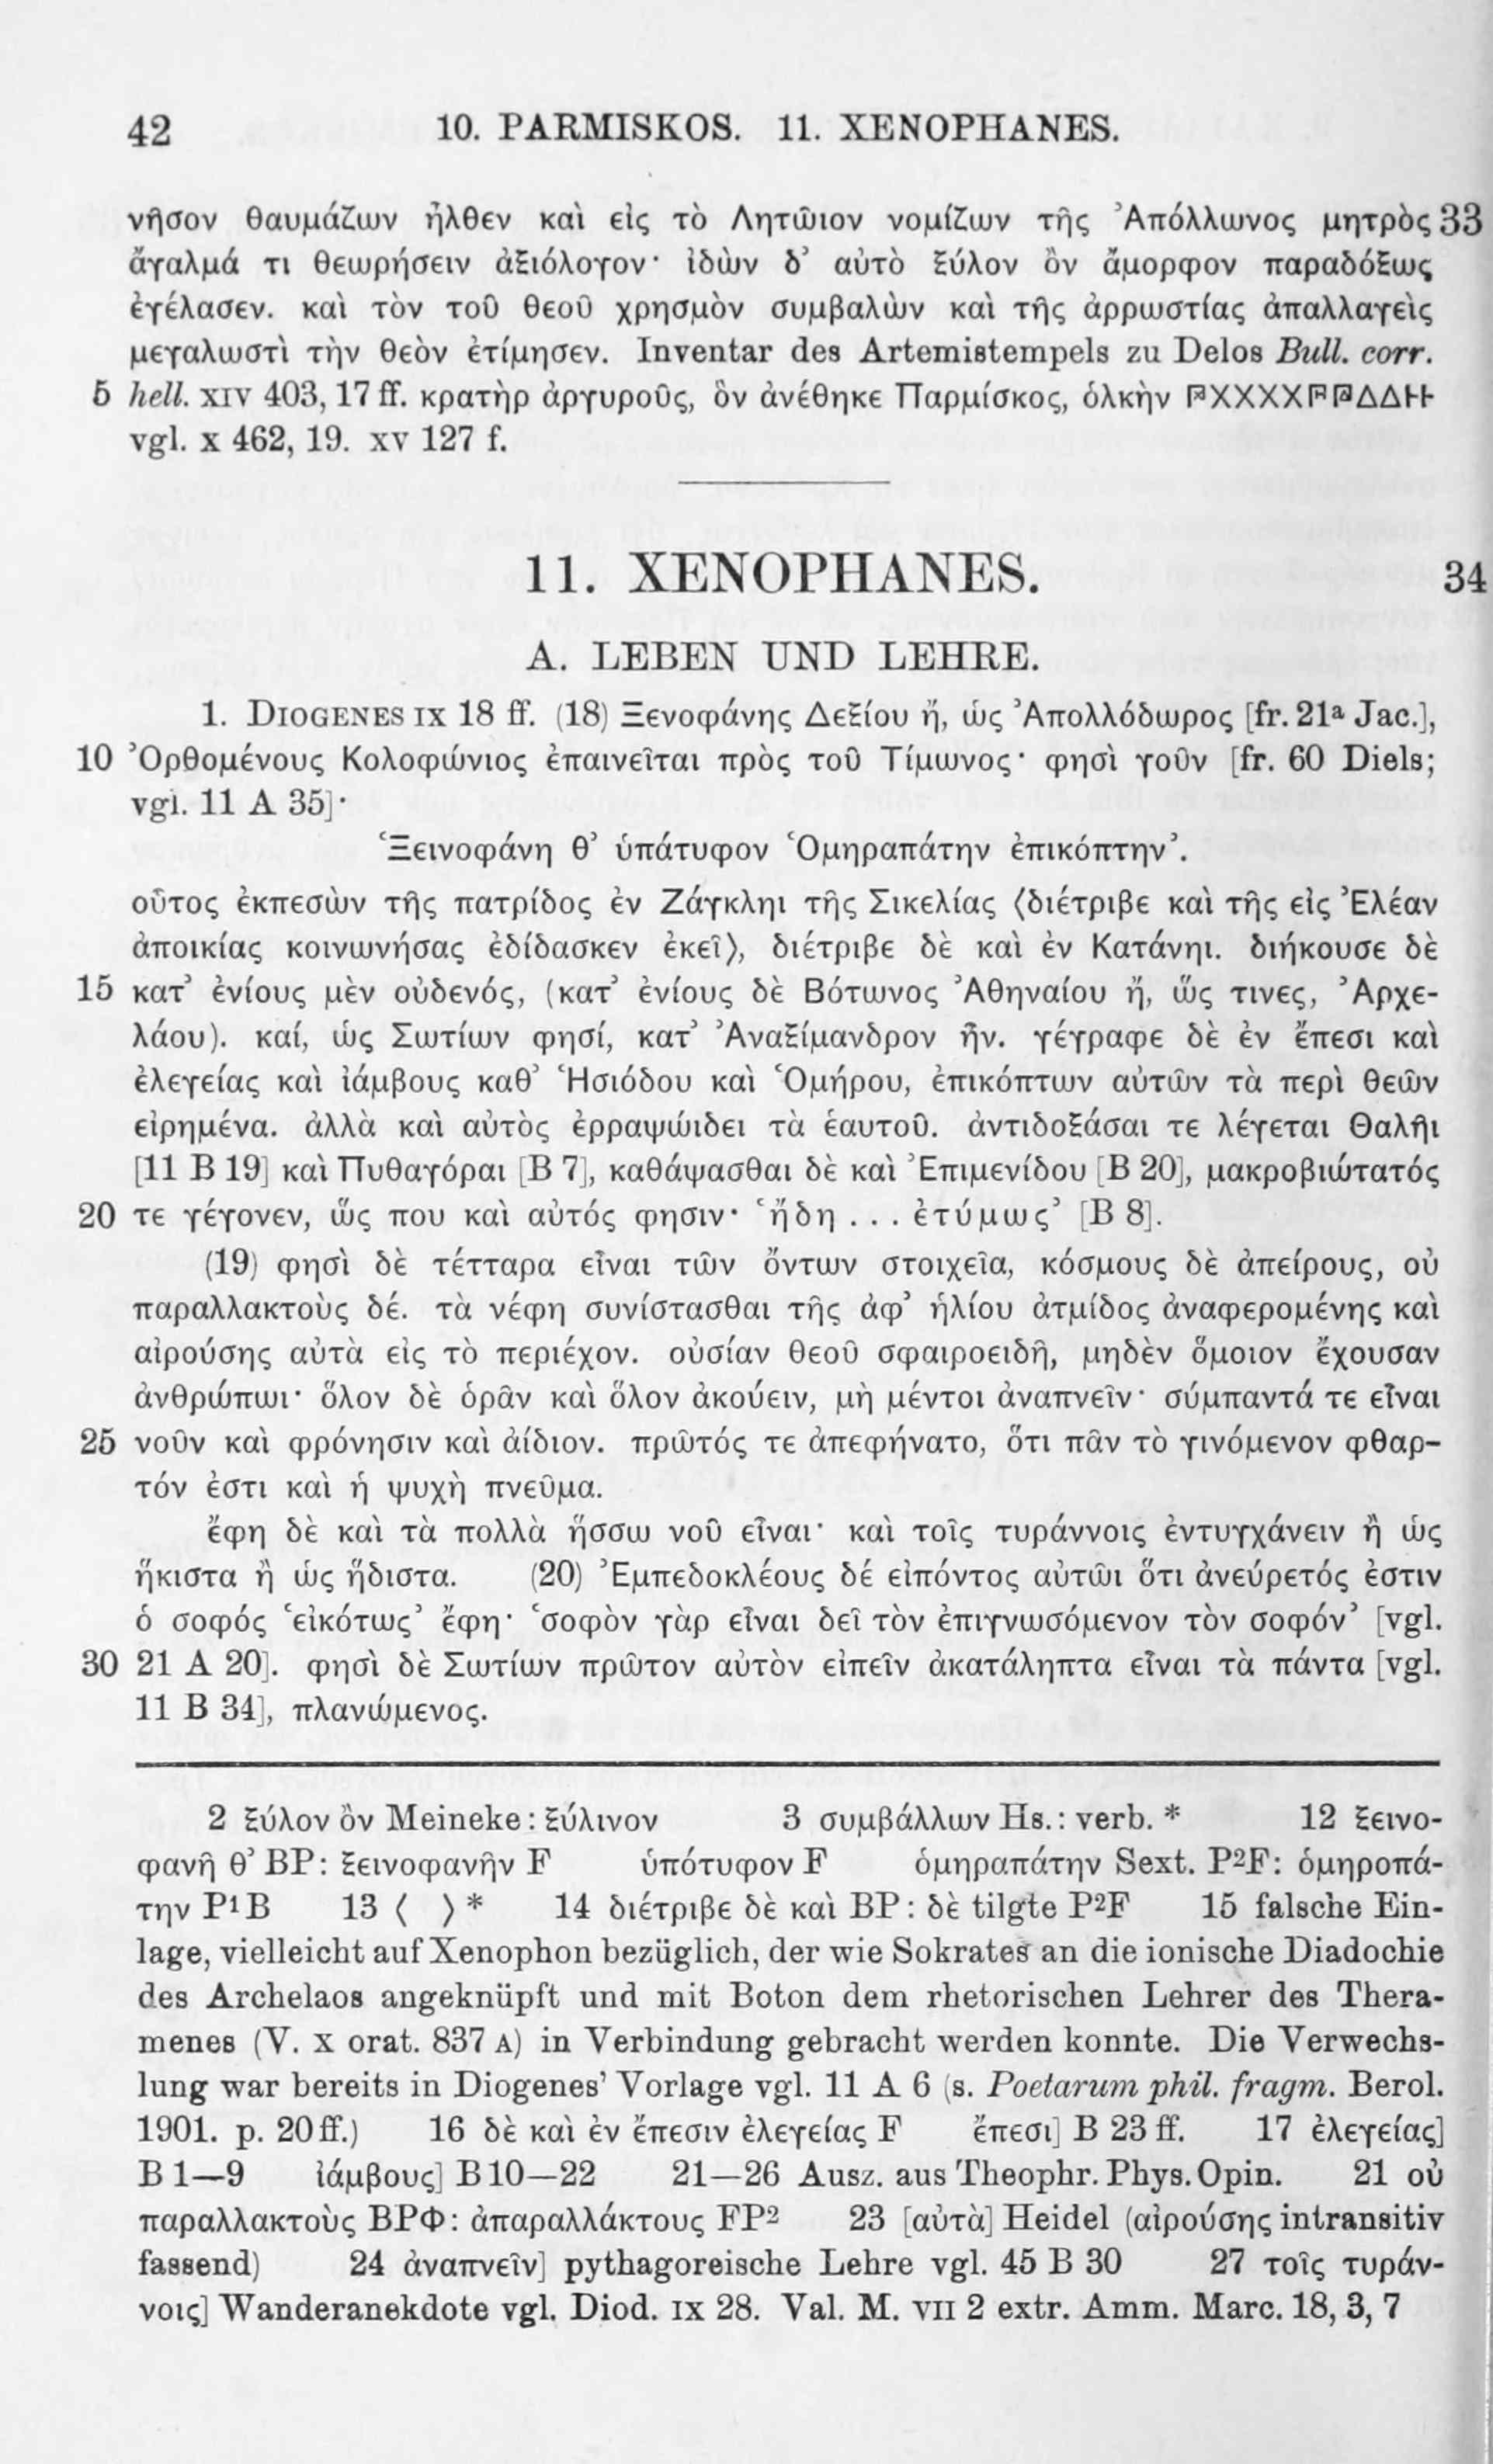 42 10. PARMISKOS. 11. XENOPHANES.
νῆσον θαυμάζων ἦλθεν καὶ εἰς τὸ Λητῶιον νομίζων τῆς Ἀπόλλωνος μητρὸς 33
ἄγαλμά τι θεωρήσειν ἀξιόλογον· ἰδὼν δ’ αὐτὸ ξύλον ὂν ἄμορφον παραδόξως
ἐγέλασεν. καὶ τὸν τοῦ θεοῦ χρησμὸν συμβαλὼν καὶ τῆς ἀρρωστίας ἀπαλλαγεὶς
μεγαλωστὶ τὴν θεὸν ἐτίμησεν. Inventar des Artemistempels zu Delos Bull. corr.
5 hell. XIV 403, 17 ff. κρατὴρ ἀργυροῦς, ὃν ἀνέθηκε Παρμίσκος, ὁλκὴν 𐅆ΧΧΧΧ𐅅𐅄ΔΔ𐅂𐅂
vgl. X 462, 19. XV 127 f.
11. XENOPHANES. 34
A. LEBEN UND LEHRE.
1. DIOGENES IX 18 ff. (18) Ξενοφάνης Δεξίου ἤ, ὡς Ἀπολλόδωρος [fr. 21ª Jac.],
10 Ὀρθομένους Κολοφώνιος ἐπαινεῖται πρὸς τοῦ Τίμωνος· φησὶ γοῦν [fr. 60 Diels;
vgl. 11 A 35]·
‘Ξεινοφάνη θ’ ὑπάτυφον Ὁμηραπάτην ἐπικόπτην’.
οὗτος ἐκπεσὼν τῆς πατρίδος ἐν Ζάγκληι τῆς Σικελίας ⟨διέτριβε καὶ τῆς εἰς Ἐλέαν
ἀποικίας κοινωνήσας ἐδίδασκεν ἐκεῖ⟩, διέτριβε δὲ καὶ ἐν Κατάνηι. διήκουσε δὲ
15 κατ’ ἐνίους μὲν οὐδενός, (κατ’ ἐνίους δὲ Βότωνος Ἀθηναίου ἤ, ὥς τινες, Ἀρχε-
λάου). καί, ὡς Σωτίων φησί, κατ’ Ἀναξίμανδρον ἦν. γέγραφε δὲ ἐν ἔπεσι καὶ
ἐλεγείας καὶ ἰάμβους καθ’ Ἡσιόδου καὶ Ὁμήρου, ἐπικόπτων αὐτῶν τὰ περὶ θεῶν
εἰρημένα. ἀλλὰ καὶ αὐτὸς ἐρραψώιδει τὰ ἑαυτοῦ. ἀντιδοξάσαι τε λέγεται Θαλῆι
[11 B 19] καὶ Πυθαγόραι [B 7], καθάψασθαι δὲ καὶ Ἐπιμενίδου [B 20], μακροβιώτατός
20 τε γέγονεν, ὥς που καὶ αὐτός φησιν· ‘ἤδη . . . ἐτύμως’ [B 8].
(19) φησὶ δὲ τέτταρα εἶναι τῶν ὄντων στοιχεῖα, κόσμους δὲ ἀπείρους, οὐ
παραλλακτοὺς δέ. τὰ νέφη συνίστασθαι τῆς ἀφ’ ἡλίου ἀτμίδος ἀναφερομένης καὶ
αἰρούσης αὐτὰ εἰς τὸ περιέχον. οὐσίαν θεοῦ σφαιροειδῆ, μηδὲν ὅμοιον ἔχουσαν
ἀνθρώπωι· ὅλον δὲ ὁρᾶν καὶ ὅλον ἀκούειν, μὴ μέντοι ἀναπνεῖν· σύμπαντά τε εἶναι
25 νοῦν καὶ φρόνησιν καὶ ἀίδιον. πρῶτός τε ἀπεφήνατο, ὅτι πᾶν τὸ γινόμενον φθαρ-
τόν ἐστι καὶ ἡ ψυχὴ πνεῦμα.
ἔφη δὲ καὶ τὰ πολλὰ ἥσσω νοῦ εἶναι· καὶ τοῖς τυράννοις ἐντυγχάνειν ἢ ὡς
ἥκιστα ἢ ὡς ἥδιστα. (20) Ἐμπεδοκλέους δέ εἰπόντος αὐτῶι ὅτι ἀνεύρετός ἐστιν
ὁ σοφός ‘εἰκότως’ ἔφη· ‘σοφὸν γὰρ εἶναι δεῖ τὸν ἐπιγνωσόμενον τὸν σοφόν’ [vgl.
30 21 A 20]. φησὶ δὲ Σωτίων πρῶτον αὐτὸν εἰπεῖν ἀκατάληπτα εἶναι τὰ πάντα [vgl.
11 B 34], πλανώμενος.
2 ξύλον ὂν Meineke: ξύλινον 3 συμβάλλων Hs.: verb. * 12 ξεινο-
φανῆ θ’ BP: ξεινοφανῆν F ὑπότυφον F ὁμηραπάτην Sext. P²F: ὁμηροπά-
την P¹B 13 ⟨ ⟩ * 14 διέτριβε δὲ καὶ BP: δὲ tilgte P²F 15 falsche Ein-
lage, vielleicht auf Xenophon bezüglich, der wie Sokrates an die ionische Diadochie
des Archelaos angeknüpft und mit Boton dem rhetorischen Lehrer des Thera-
menes (V. X orat. 837 A) in Verbindung gebracht werden konnte. Die Verwechs-
lung war bereits in Diogenes’ Vorlage vgl. 11 A 6 (s. Poetarum phil. fragm. Berol.
1901. p. 20 ff.) 16 δὲ καὶ ἐν ἔπεσιν ἐλεγείας F ἔπεσι] B 23 ff. 17 ἐλεγείας]
B 1—9 ἰάμβους] B 10—22 21—26 Ausz. aus Theophr. Phys. Opin. 21 οὐ
παραλλακτοὺς BPΦ: ἀπαραλλάκτους FP² 23 [αὐτὰ] Heidel (αἰρούσης intransitiv
fassend) 24 ἀναπνεῖν] pythagoreische Lehre vgl. 45 B 30 27 τοῖς τυράν-
νοις] Wanderanekdote vgl. Diod. IX 28. Val. M. VII 2 extr. Amm. Marc. 18, 3, 7